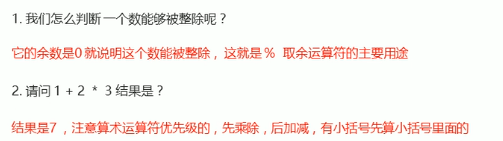 1. 我们怎么判断一个数能够被整除呢？
它的余数是0 就说明这个数能被整除，这就是 % 取余运算符的主要用途
2. 请问 1 + 2 * 3 结果是？
结果是7，注意算术运算符优先级的，先乘除，后加减，有小括号先算小括号里面的